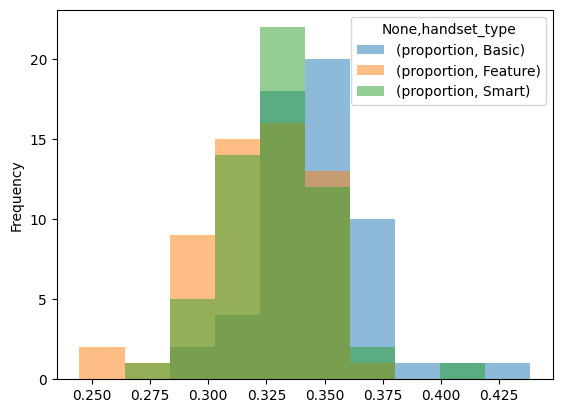 None,handset_type
(proportion, Basic)
(proportion, Feature)
(proportion, Smart)
Frequency
20
15
10
5
0
0.250 0.275 0.300 0.325 0.350 0.375 0.400 0.425